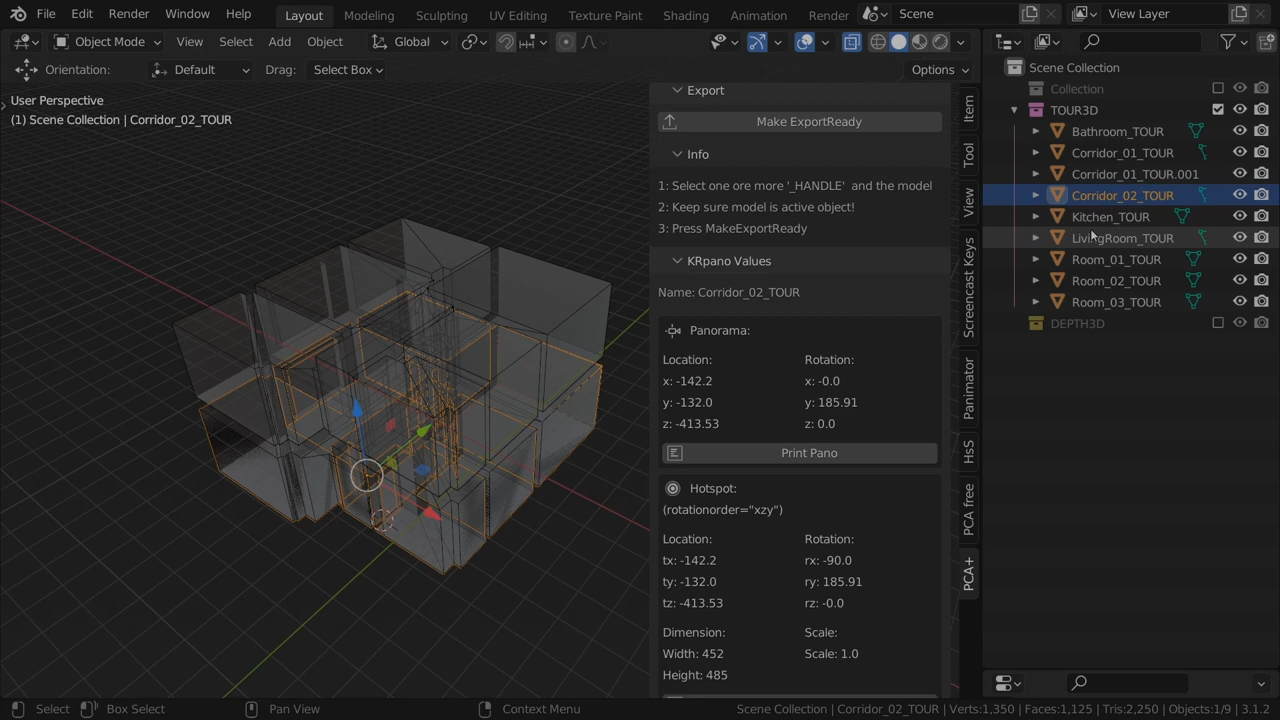 File Edit Render Window Help Layout Modeling Sculpting UV Editing Texture Paint Shading Animation Render Scene View Layer
Object Mode View Select Add Object Global
Orientation: Default Drag: Select Box Options
User Perspective
(1) Scene Collection | Corridor_02_TOUR
Export
Make ExportReady
Info
1: Select one ore more '_HANDLE' and the model
2: Keep sure model is active object!
3: Press MakeExportReady
KRpano Values
Name: Corridor_02_TOUR
Panorama:
Location: Rotation:
x: -142.2 x: -0.0
y: -132.0 y: 185.91
z: -413.53 z: 0.0
Print Pano
Hotspot:
(rotationorder="xzy")
Location: Rotation:
tx: -142.2 rx: -90.0
ty: -132.0 ry: 185.91
tz: -413.53 rz: -0.0
Dimension: Scale:
Width: 452 Scale: 1.0
Height: 485
Item
Tool
View
Screencast Keys
Panimator
HsS
PCA free
PCA+
Scene Collection
Collection
TOUR3D
Bathroom_TOUR
Corridor_01_TOUR
Corridor_01_TOUR.001
Corridor_02_TOUR
Kitchen_TOUR
LivingRoom_TOUR
Room_01_TOUR
Room_02_TOUR
Room_03_TOUR
DEPTH3D
Select Box Select Pan View Context Menu Scene Collection | Corridor_02_TOUR | Verts:1,350 | Faces:1,125 | Tris:2,250 | Objects:1/9 | 3.1.2